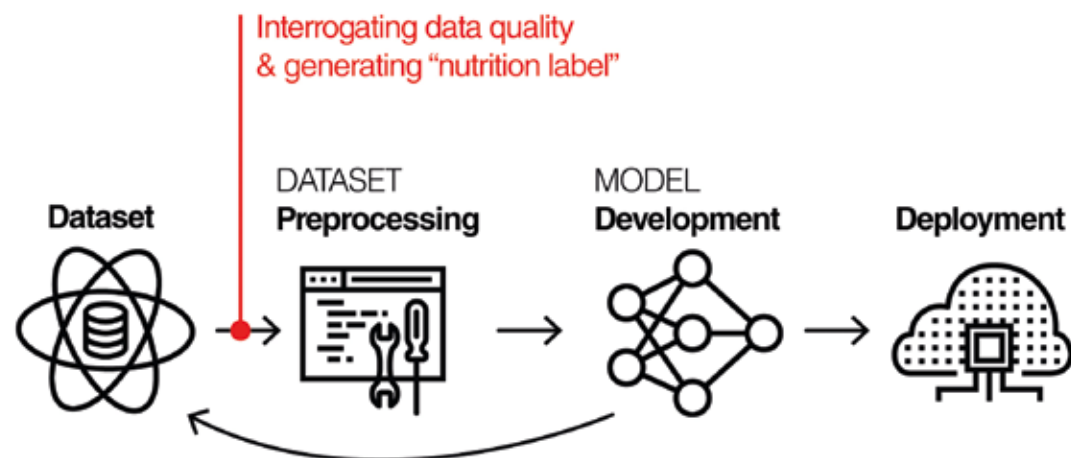 Interrogating data quality
& generating “nutrition label”
Dataset
DATASET
Preprocessing
MODEL
Development
Deployment